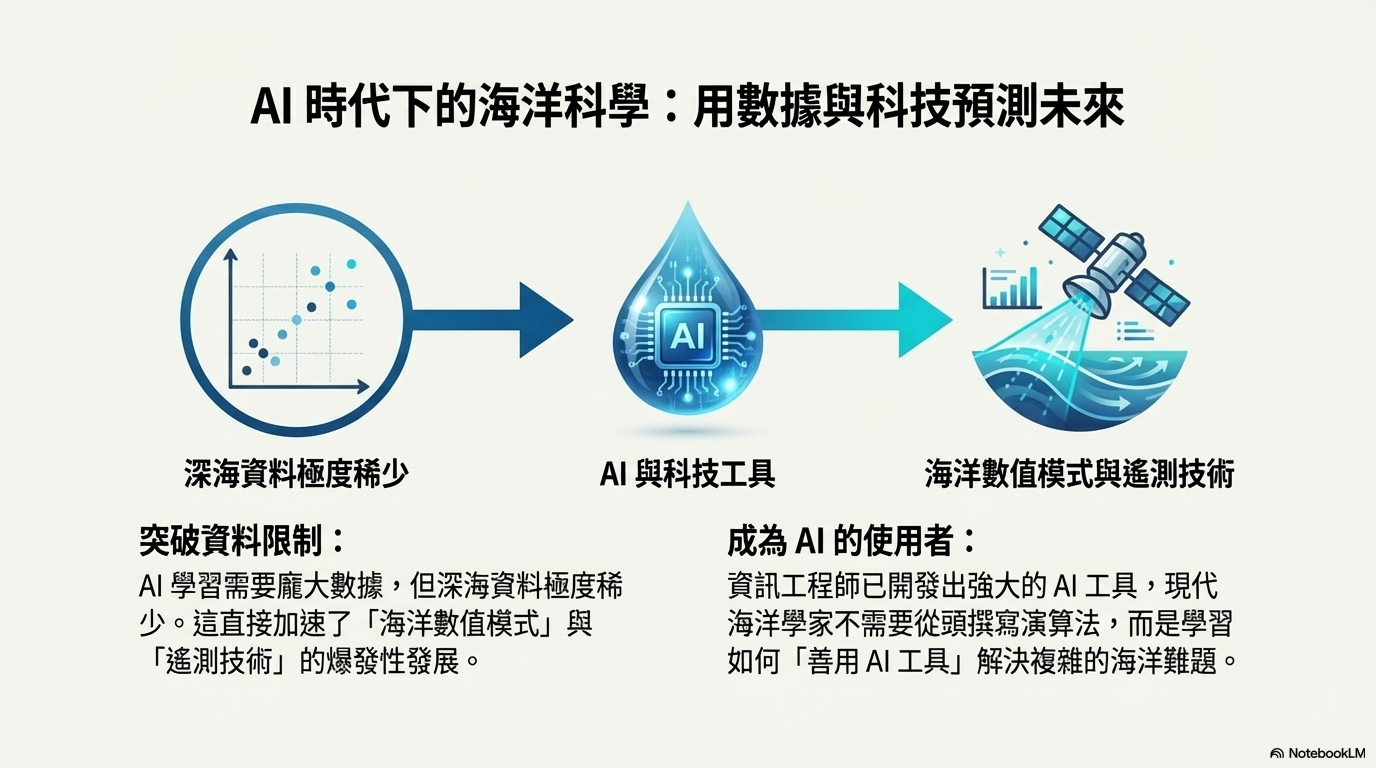 AI 時代下的海洋科學：用數據與科技預測未來
AI
深海資料極度稀少
AI 與科技工具
海洋數值模式與遙測技術
突破資料限制：
AI 學習需要龐大數據，但深海資料極度稀
少。這直接加速了「海洋數值模式」與
「遙測技術」的爆發性發展。
成為 AI 的使用者：
資訊工程師已開發出強大的 AI 工具，現代
海洋學家不需要從頭撰寫演算法，而是學習
如何「善用 AI 工具」解決複雜的海洋難題。
NotebookLM